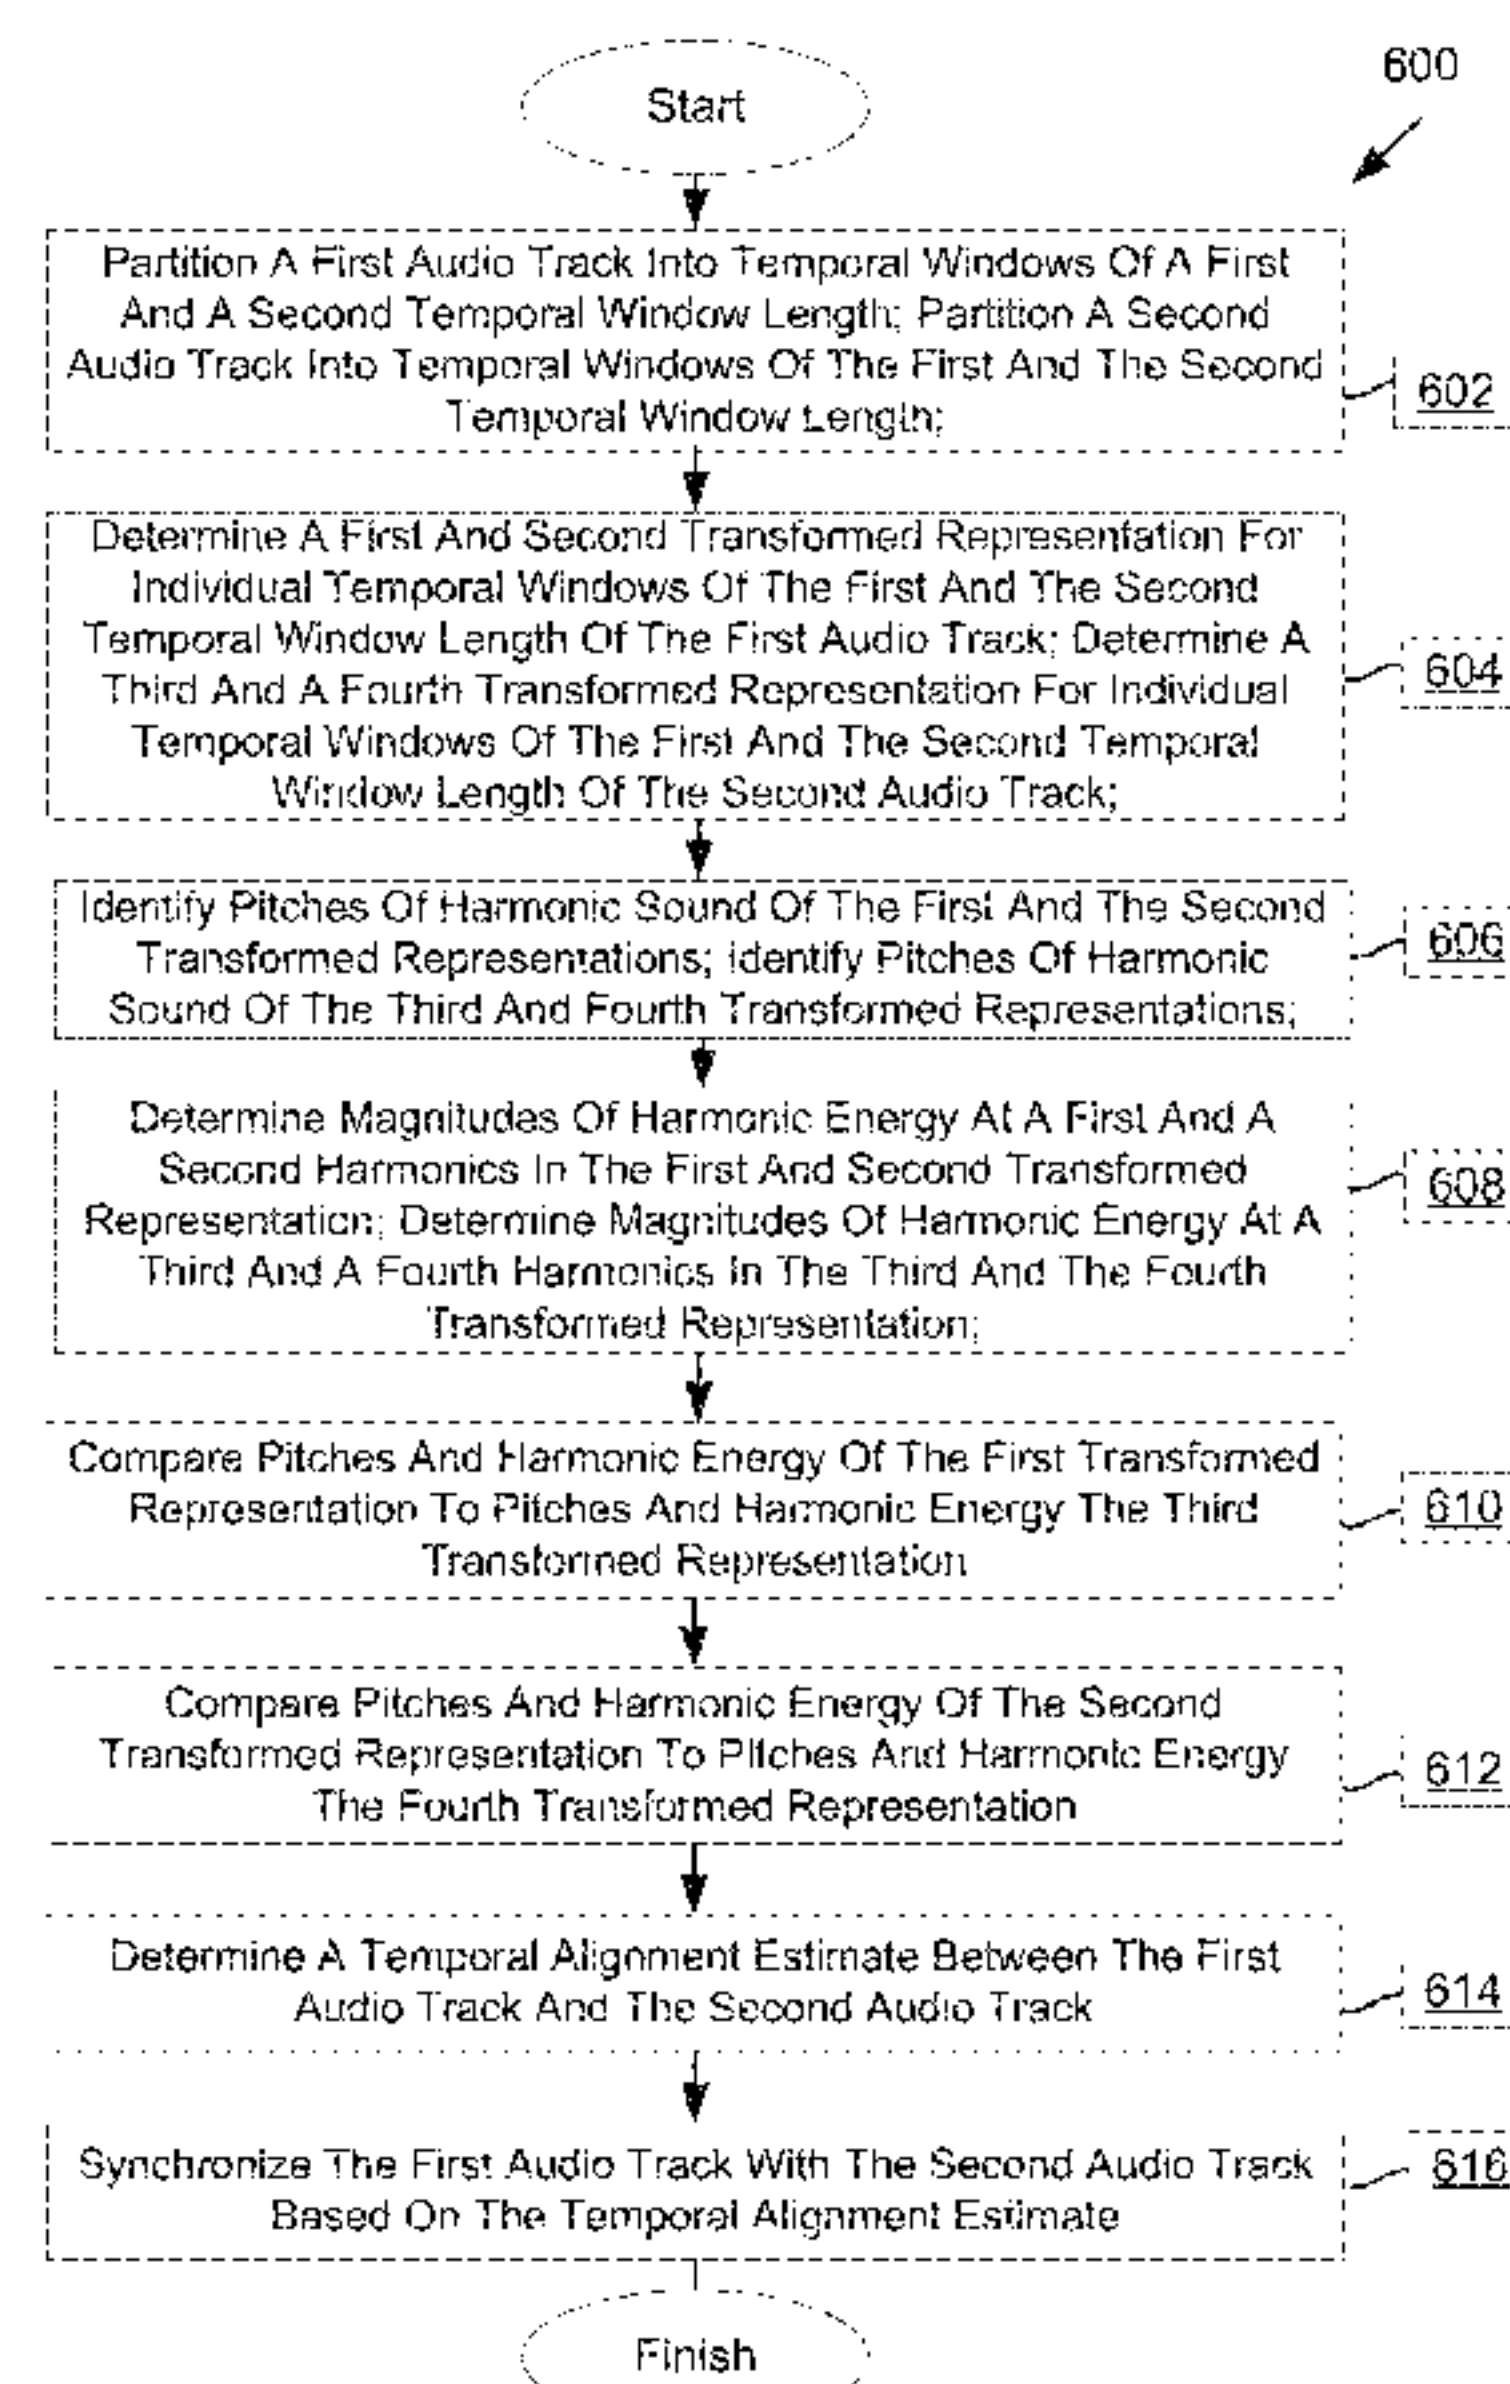 600
Start
Partition A First Audio Track Into Temporal Windows Of A First
And A Second Temporal Window Length; Partition A Second
Audio Track Into Temporal Windows Of The First And The Second
Temporal Window Length;
602
Determine A First And Second Transformed Representation For
Individual Temporal Windows Of The First And The Second
Temporal Window Length Of The First Audio Track; Determine A
Third And A Fourth Transformed Representation For Individual
Temporal Windows Of The First And The Second Temporal
Window Length Of The Second Audio Track;
604
Identify Pitches Of Harmonic Sound Of The First And The Second
Transformed Representations; Identify Pitches Of Harmonic
Sound Of The Third And Fourth Transformed Representations;
606
Determine Magnitudes Of Harmonic Energy At A First And A
Second Harmonics In The First And Second Transformed
Representation; Determine Magnitudes Of Harmonic Energy At A
Third And A Fourth Harmonics In The Third And The Fourth
Transformed Representation;
608
Compare Pitches And Harmonic Energy Of The First Transformed
Representation To Pitches And Harmonic Energy The Third
Transformed Representation
610
Compare Pitches And Harmonic Energy Of The Second
Transformed Representation To Pitches And Harmonic Energy
The Fourth Transformed Representation
612
Determine A Temporal Alignment Estimate Between The First
Audio Track And The Second Audio Track
614
Synchronize The First Audio Track With The Second Audio Track
Based On The Temporal Alignment Estimate
616
Finish